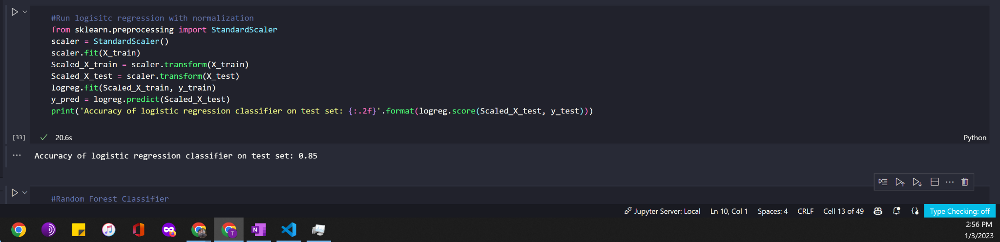 #Run logisitc regression with normalization
from sklearn.preprocessing import StandardScaler
scaler = StandardScaler()
scaler.fit(X_train)
Scaled_X_train = scaler.transform(X_train)
Scaled_X_test = scaler.transform(X_test)
logreg.fit(Scaled_X_train, y_train)
y_pred = logreg.predict(Scaled_X_test)
print('Accuracy of logistic regression classifier on test set: {:.2f}'.format(logreg.score(Scaled_X_test, y_test)))
[33] 20.6s Python
... Accuracy of logistic regression classifier on test set: 0.85
#Random Forest Classifier
Jupyter Server: Local Ln 10, Col 1 Spaces: 4 CRLF Cell 13 of 49 Type Checking: off
N T
2:56 PM
1/3/2023